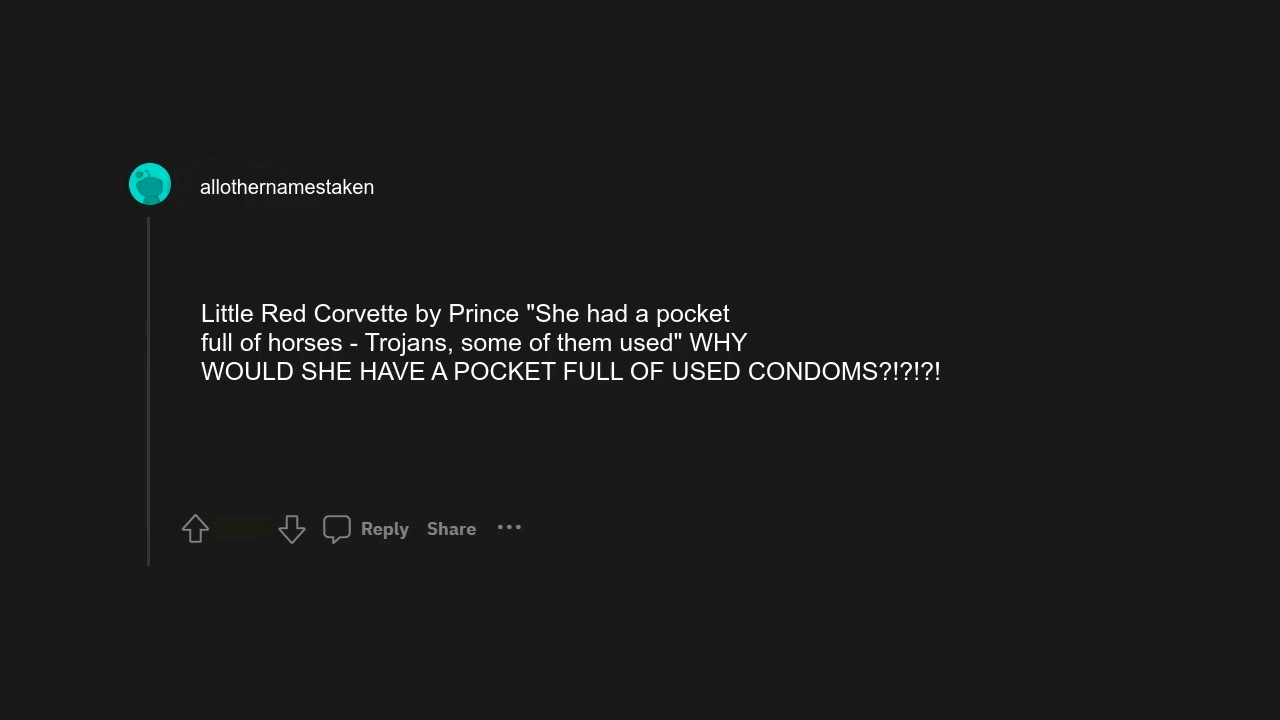 allothernamestaken
Little Red Corvette by Prince "She had a pocket
full of horses - Trojans, some of them used" WHY
WOULD SHE HAVE A POCKET FULL OF USED CONDOMS?!?!?!
Reply Share